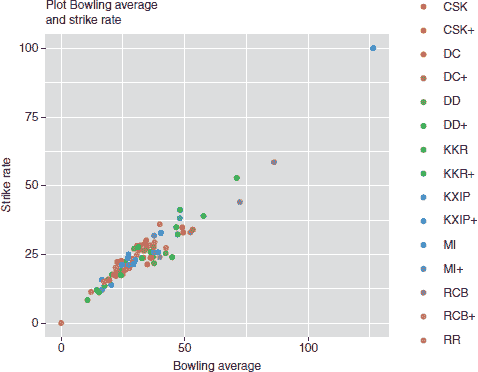 Plot Bowling average
and strike rate
Strike rate
100
75
50
25
0
0 50 100
Bowling average
CSK
CSK+
DC
DC+
DD
DD+
KKR
KKR+
KXIP
KXIP+
MI
MI+
RCB
RCB+
RR